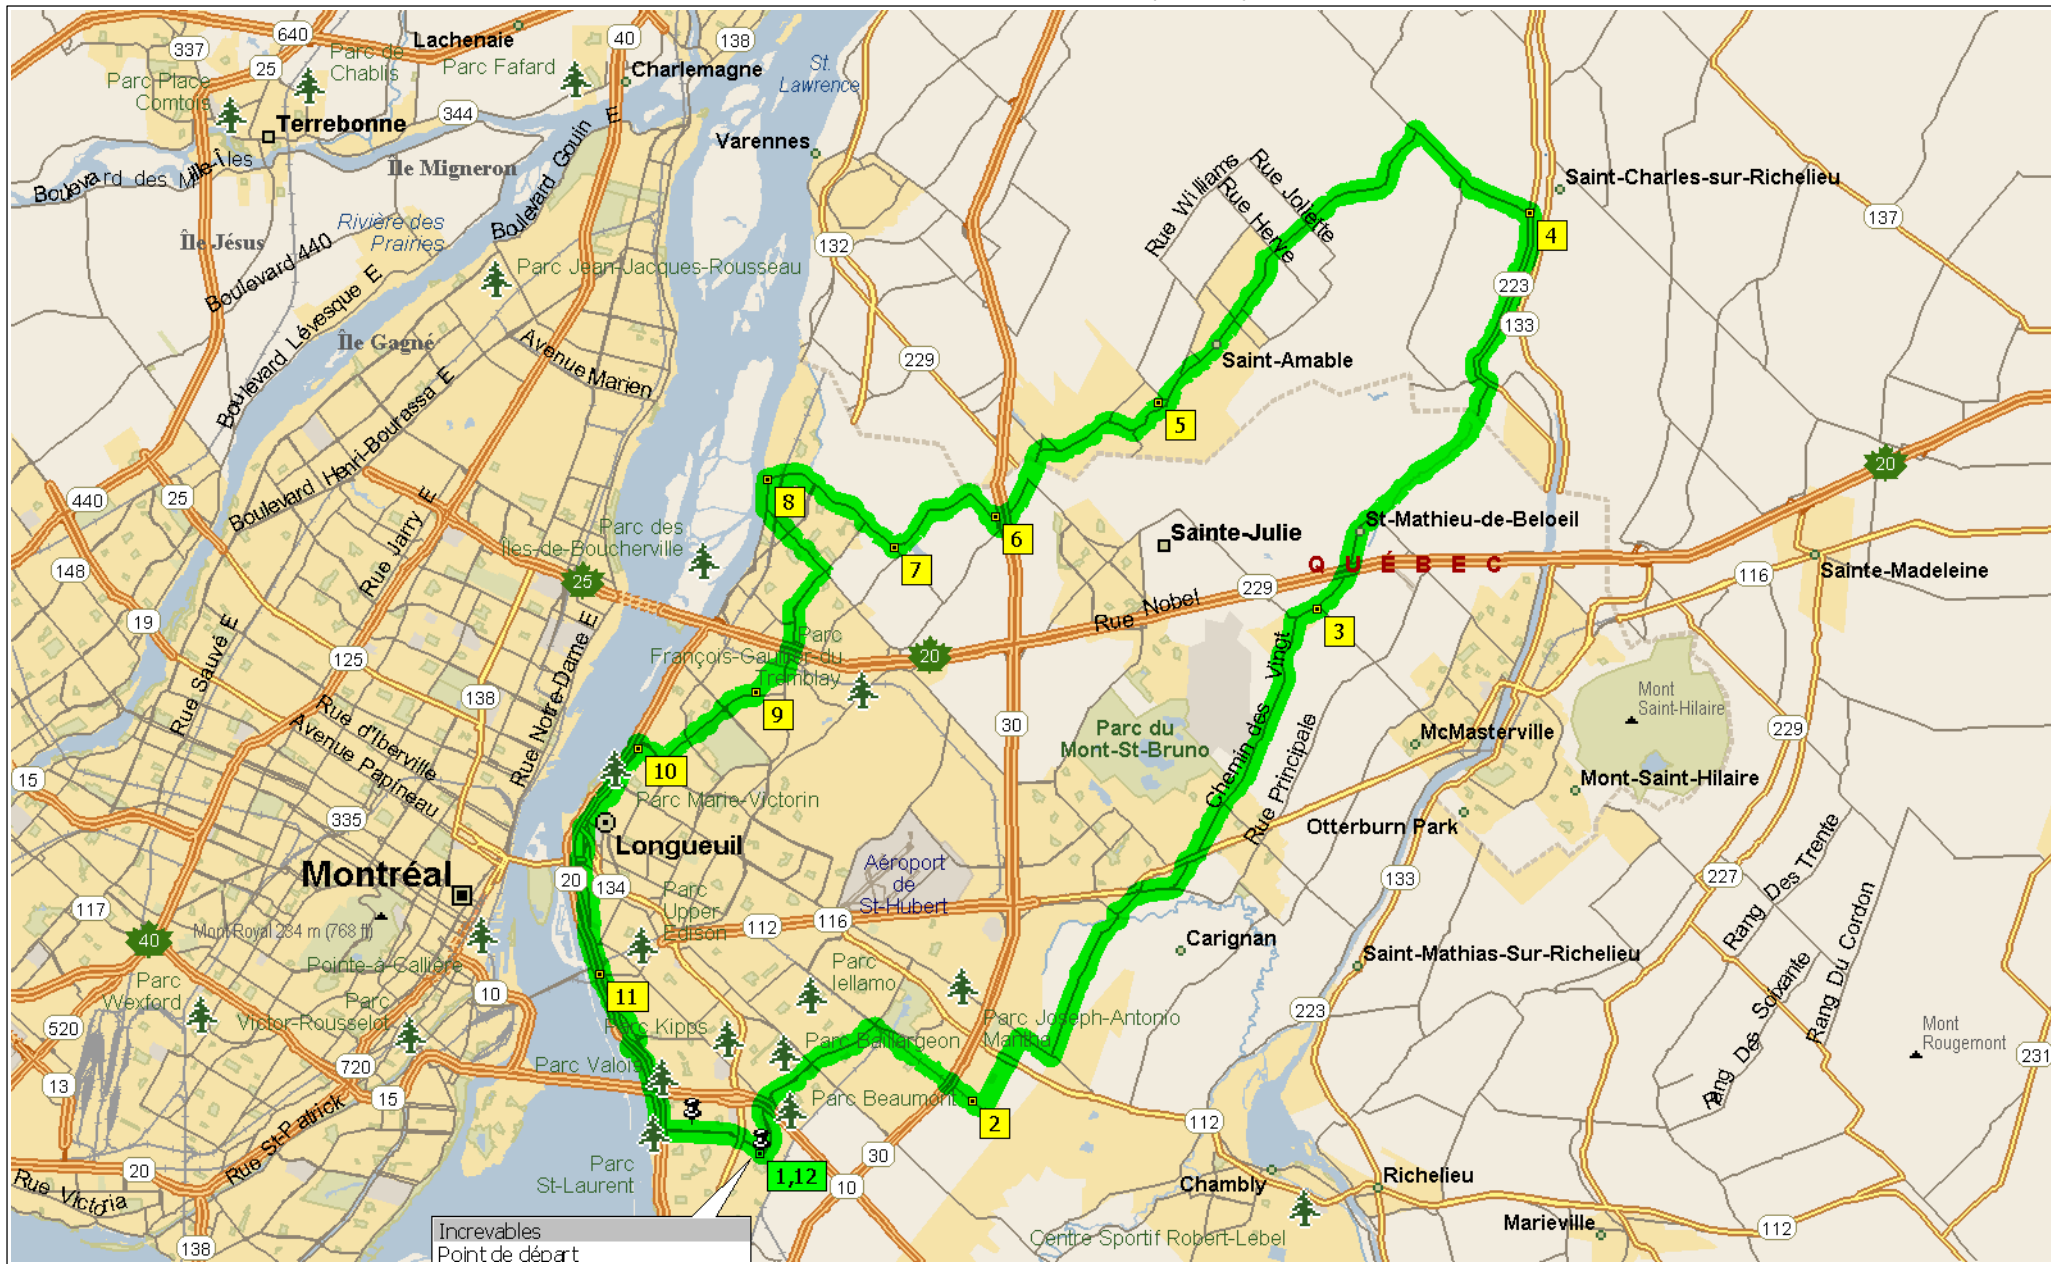 640
Lachenaie
337
Parc de
Chablis
25
Parc Fafard
40
138
Charlemagne
St.
Lawrence
Parc Place
Comtois
Terrebonne
344
Varennes
Boulevard des Mille-Îles
Île Migneron
Boulevard Gouin E
Rue Williams
Rue Joliette
Rue Herve
Saint-Charles-sur-Richelieu
137
4
Rivière des
Prairies
Île Jésus
Boulevard 440
132
Parc Jean-Jacques-Rousseau
223
133
Boulevard Lévesque E
Île Gagné
Avenue Marien
229
Saint-Amable
Boulevard Henri-Bourassa E
5
20
440
25
8
Rue Jarry E
Parc des
Îles-de-Boucherville
St-Mathieu-de-Beloeil
6
Sainte-Julie
QUÉBEC
148
7
25
229
116
Sainte-Madeleine
Rue Nobel
19
Rue Sauvé E
3
Parc
François-Gaultier-du
Tremblay
125
20
138
Rue Notre-Dame E
Chemin des Vingt
Rue Principale
Mont
Saint-Hilaire
9
Rue d'Iberville
Avenue Papineau
30
Parc du
Mont-St-Bruno
McMasterville
229
15
10
Parc Marie-Victorin
Mont-Saint-Hilaire
335
Longueuil
Otterburn Park
Montréal
Aéroport
de
St-Hubert
20
134
133
227
Rang Des Trente
117
Parc
Upper
Edison
112
116
Mont Royal 234 m (768 ft)
40
Carignan
Rang Du Cordon
Pointe-à-Callière
Saint-Mathias-Sur-Richelieu
Parc
Wexford
Parc
Iellamo
10
11
Rang Des Soixante
Parc
Victor-Rousselot
223
Parc Joseph-Antonio
Mantha
520
Parc Kipps
Parc Baillargeon
Mont
Rougemont
231
720
Parc Valois
13
15
Parc Beaumont
2
112
Rue St-Patrick
30
20
Parc
St-Laurent
1,12
10
Chambly
Richelieu
Rue Victoria
Marieville
112
Increvables
Centre Sportif Robert-Lebel
138
Point de départ